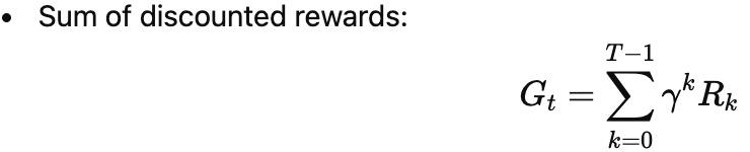 • Sum of discounted rewards:
$$G_t = \sum_{k=0}^{T-1} \gamma^k R_k$$